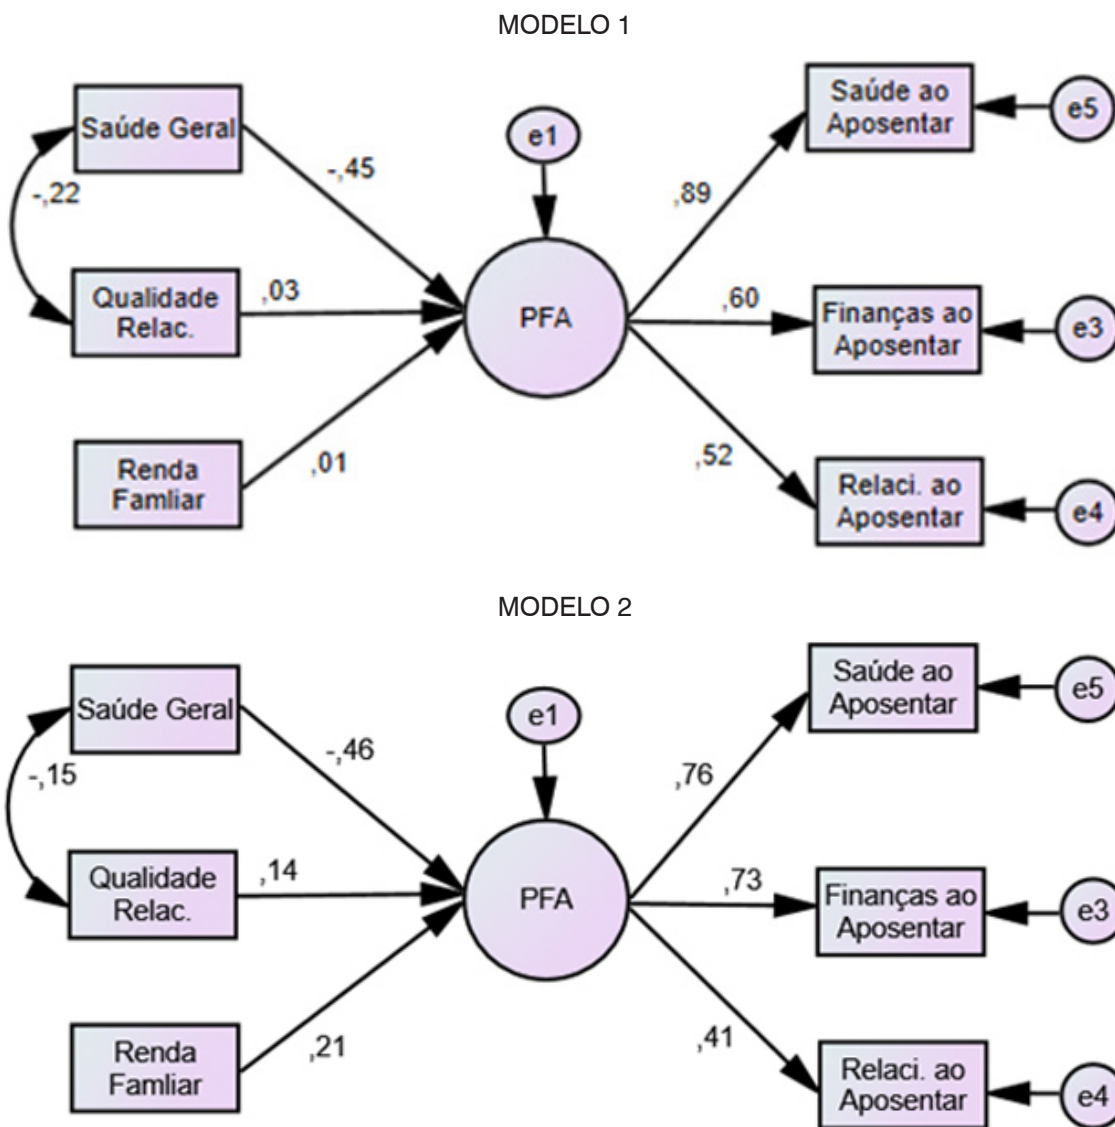 MODELO 1
Saúde Geral
-,22
Qualidade
Relac.
Renda
Famliar
-,45
,03
,01
e1
PFA
,89
,60
,52
Saúde ao
Aposentar
e5
Finanças ao
Aposentar
e3
Relaci. ao
Aposentar
e4
MODELO 2
Saúde Geral
-,15
Qualidade
Relac.
Renda
Famliar
-,46
,14
,21
e1
PFA
,76
,73
,41
Saúde ao
Aposentar
e5
Finanças ao
Aposentar
e3
Relaci. ao
Aposentar
e4